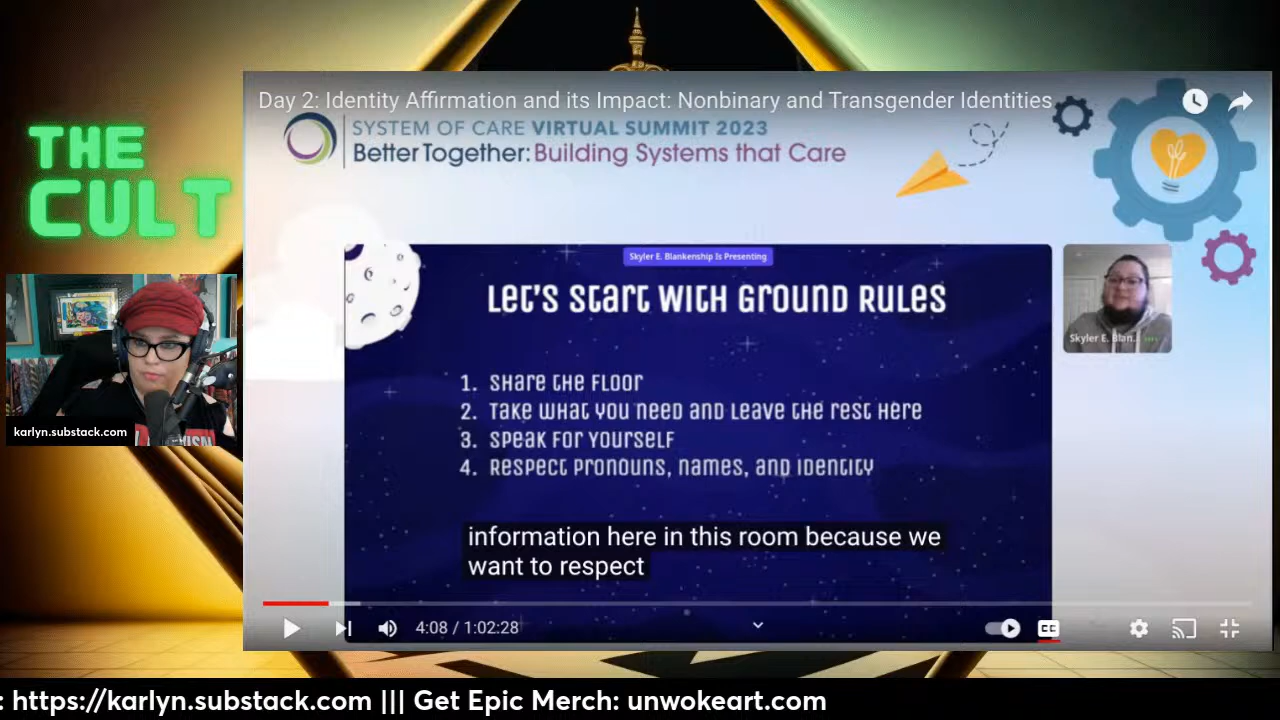 Day 2: Identity Affirmation and its Impact: Nonbinary and Transgender Identities
SYSTEM OF CARE VIRTUAL SUMMIT 2023
Better Together: Building Systems that Care
THE
CULT
Skyler E. Blankenship Is Presenting
Let's Start With Ground Rules
1. Share the Floor
2. Take what you need and leave the rest here
3. Speak for yourself
4. Respect pronouns, names, and identity
Skyler E. Blan...
karlyn.substack.com
information here in this room because we
want to respect
4:08 / 1:02:28
CC
: https://karlyn.substack.com ||| Get Epic Merch: unwokeart.com